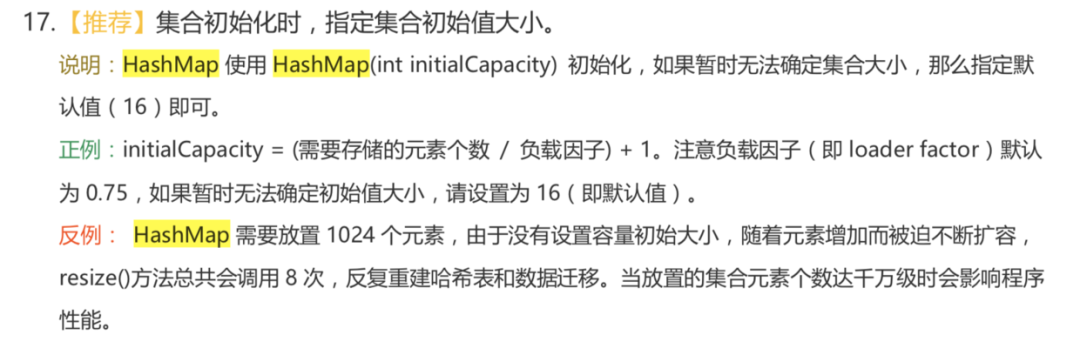 17.【推荐】集合初始化时，指定集合初始值大小。
说明：HashMap 使用 HashMap(int initialCapacity) 初始化，如果暂时无法确定集合大小，那么指定默
认值（16）即可。
正例：initialCapacity = (需要存储的元素个数 / 负载因子) + 1。注意负载因子（即 loader factor）默认
为 0.75，如果暂时无法确定初始值大小，请设置为 16（即默认值）。
反例： HashMap 需要放置 1024 个元素，由于没有设置容量初始大小，随着元素增加而被迫不断扩容，
resize()方法总共会调用 8 次，反复重建哈希表和数据迁移。当放置的集合元素个数达千万级时会影响程序
性能。